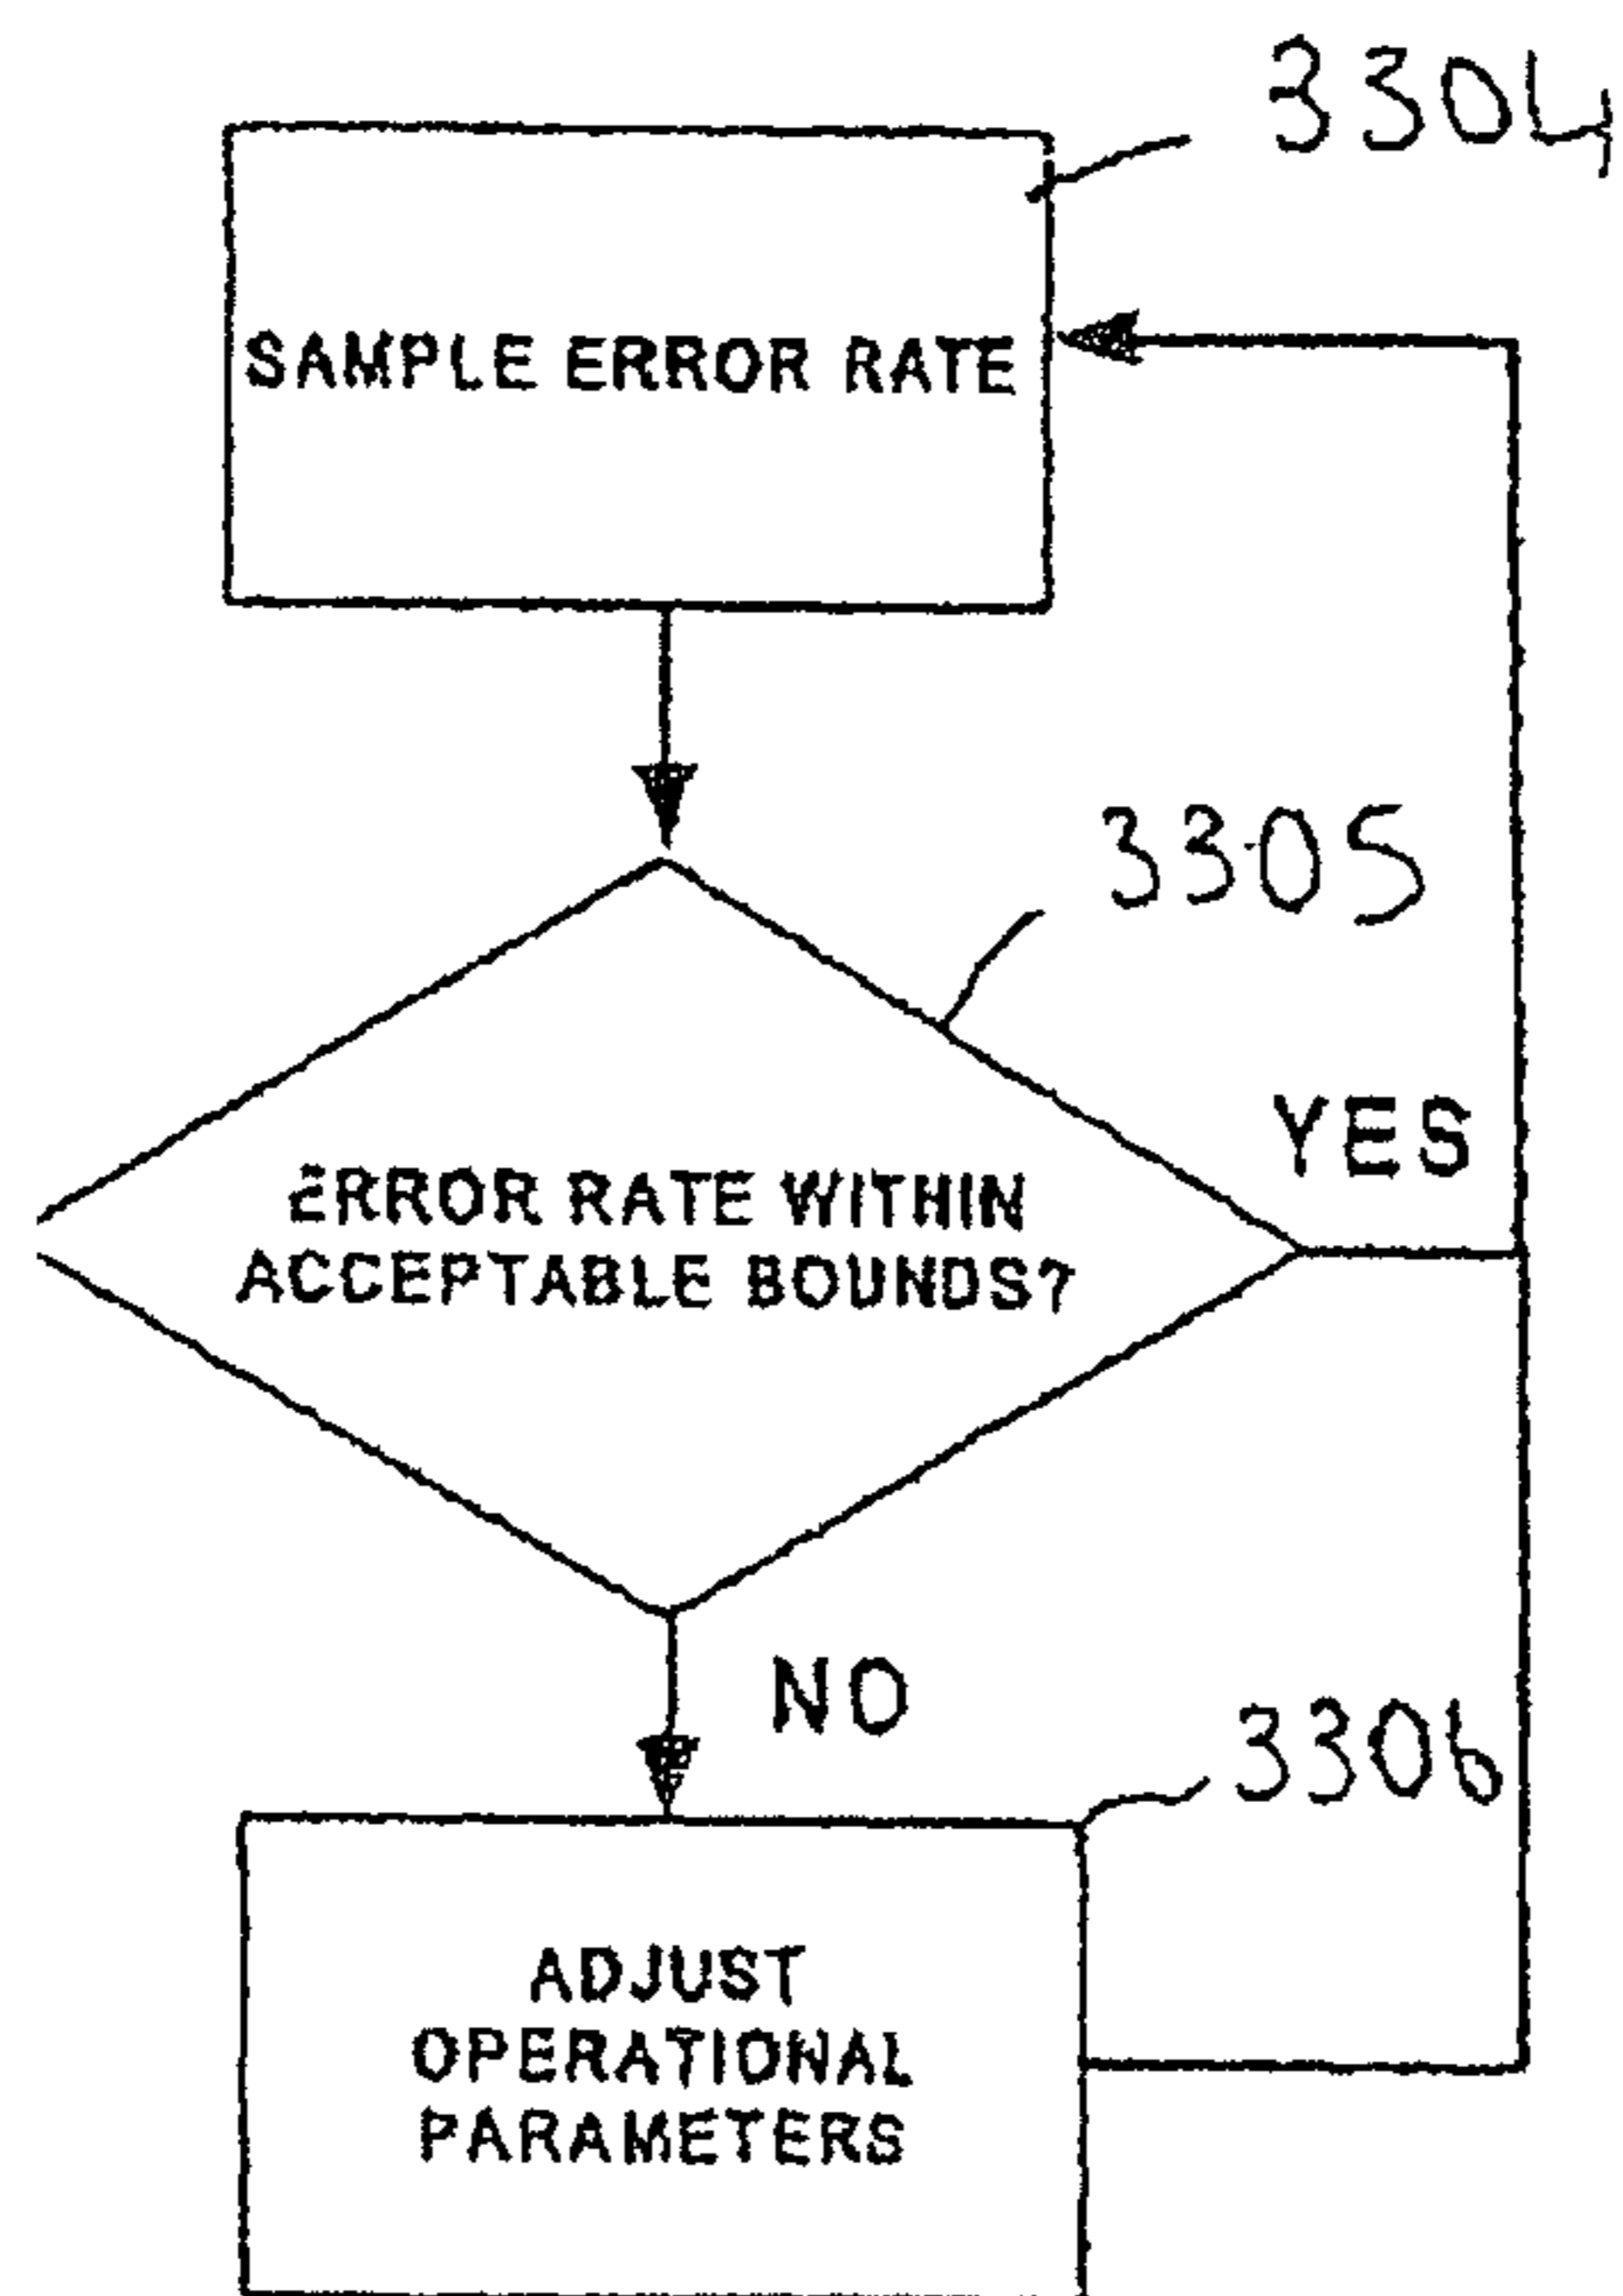 3304
SAMPLE ERROR RATE
3305
YES
ERROR RATE WITHIN
ACCEPTABLE BOUNDS?
NO
3306
ADJUST
OPERATIONAL
PARAMETERS